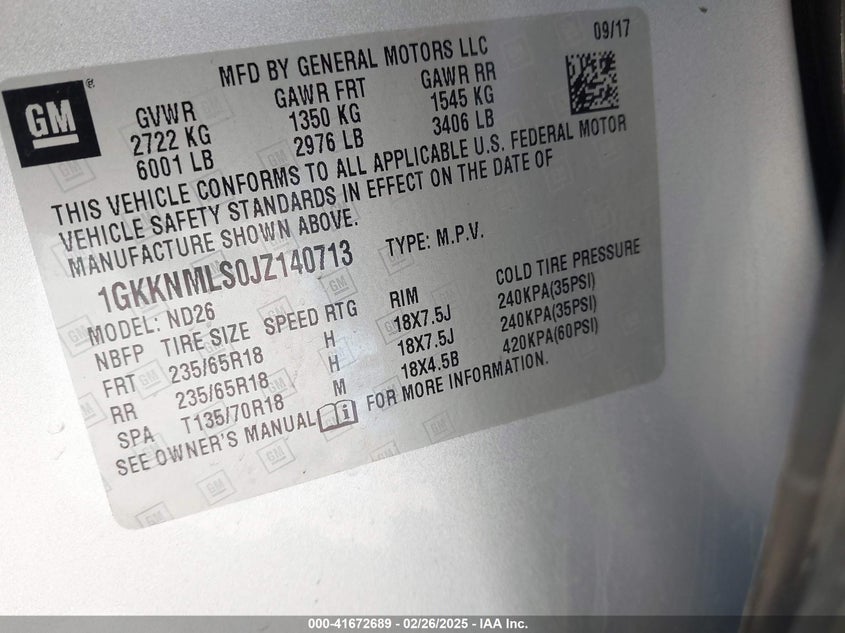 09/17
MFD BY GENERAL MOTORS LLC
GM®
GVWR GAWR FRT GAWR RR
2722 KG 1350 KG 1545 KG
6001 LB 2976 LB 3406 LB
THIS VEHICLE CONFORMS TO ALL APPLICABLE U.S. FEDERAL MOTOR
VEHICLE SAFETY STANDARDS IN EFFECT ON THE DATE OF
MANUFACTURE SHOWN ABOVE.
1GKKNMLS0JZ140713 TYPE: M.P.V.
MODEL: ND26
NBFP TIRE SIZE SPEED RTG RIM COLD TIRE PRESSURE
FRT 235/65R18 H 18X7.5J 240KPA(35PSI)
RR 235/65R18 H 18X7.5J 240KPA(35PSI)
SPA T135/70R18 M 18X4.5B 420KPA(60PSI)
SEE OWNER'S MANUAL FOR MORE INFORMATION.
000-41672689 - 02/26/2025 - IAA Inc.